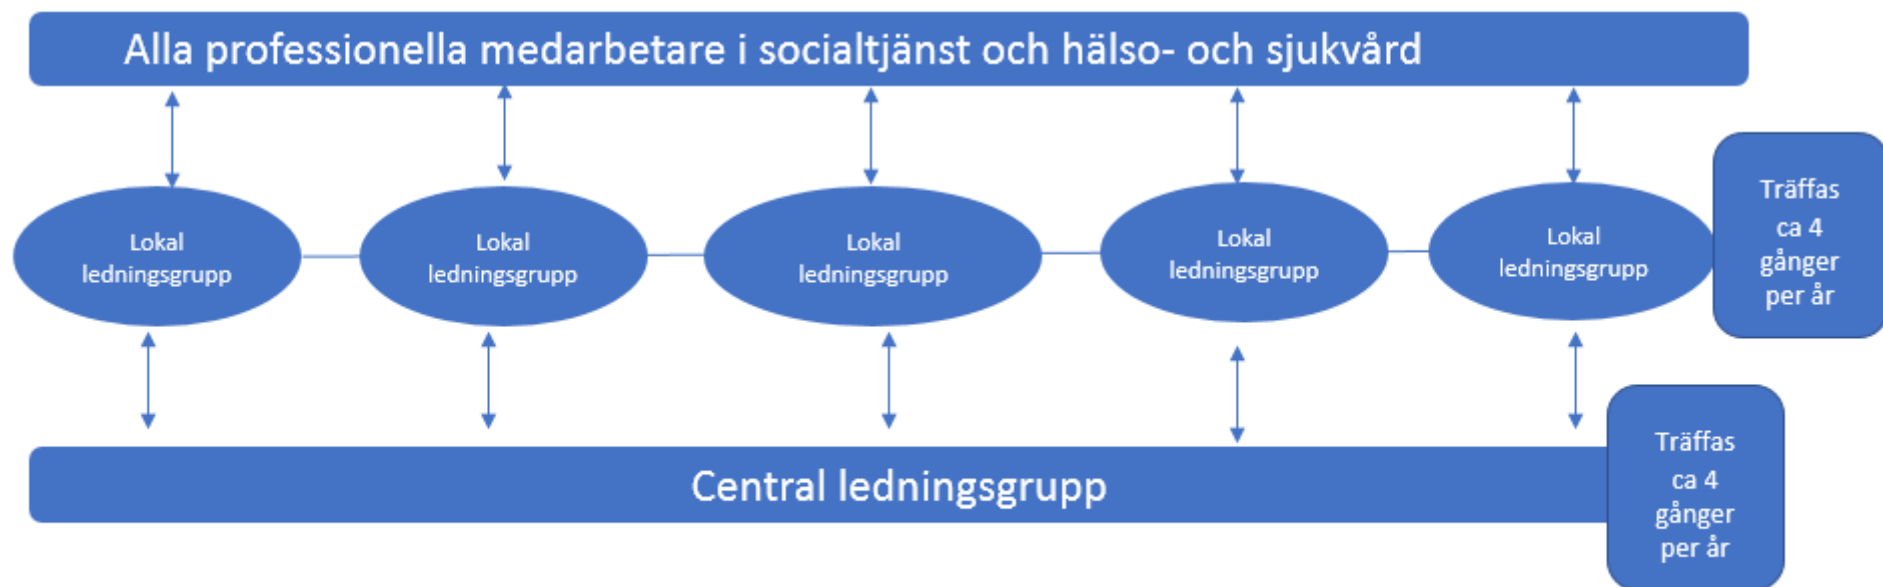 Alla professionella medarbetare i socialtjänst och hälso- och sjukvård
Lokal
ledningsgrupp
Lokal
ledningsgrupp
Lokal
ledningsgrupp
Lokal
ledningsgrupp
Lokal
ledningsgrupp
Träffas
ca 4
gånger
per år
Central ledningsgrupp
Träffas
ca 4
gånger
per år